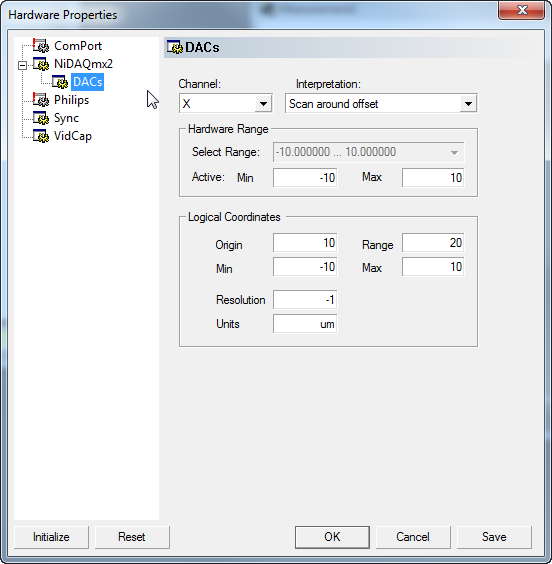 Hardware Properties
ComPort
NiDAQmx2
DACs
Philips
Sync
VidCap
DACs
Channel: Interpretation:
X Scan around offset
Hardware Range
Select Range: -10.000000 ... 10.000000
Active: Min -10 Max 10
Logical Coordinates
Origin 10 Range 20
Min -10 Max 10
Resolution -1
Units um
Initialize Reset OK Cancel Save